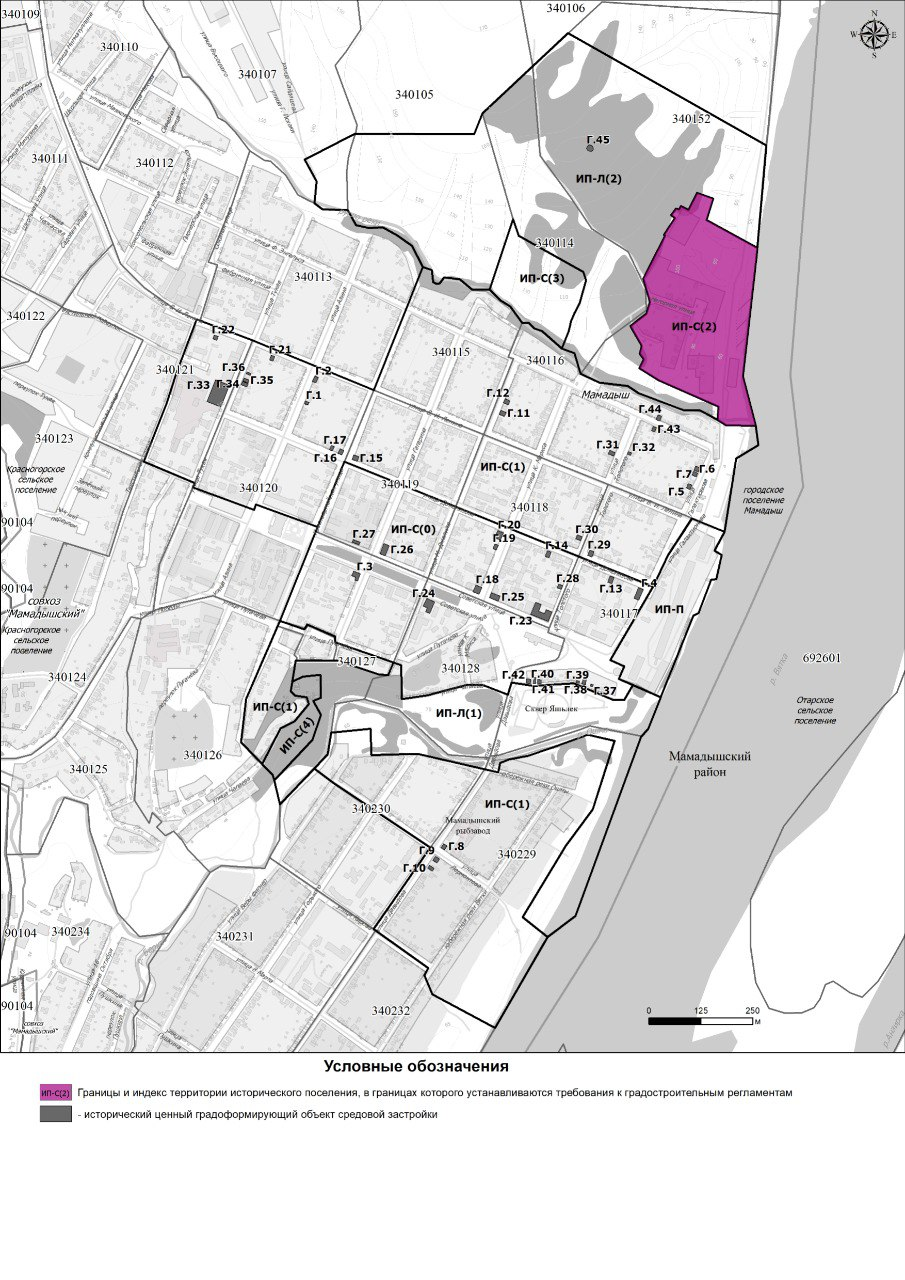 340109
340106
N
W
E
S
340110
340107
340105
340152
340111
340112
Г.45
ИП-Л(2)
340114
340113
ИП-С(3)
340122
ИП-С(2)
Г.22
Г.21
340115
340116
340121
Г.36
Г.2
Г.33
Г.34
Г.35
Г.12
Мамадыш
Г.1
Г.11
Г.44
Г.43
340123
Г.17
Г.31
Г.32
Г.16
Г.15
Красногорское
сельское
поселение
ИП-С(1)
Г.7
Г.6
340120
340119
Г.5
городское
поселение
Мамадыш
340118
90104
Г.27
ИП-С(0)
Г.20
Г.30
Г.19
Г.26
Г.14
Г.29
Г.3
90104
Г.18
Г.28
Г.13
Г.4
совхоз
"Мамадышский"
Г.24
Г.25
ИП-П
Г.23
340117
Красногорское
сельское
поселение
340127
340128
692601
р. Вятка
340124
Г.42
Г.40
Г.39
Г.41
Г.38
Г.37
Отарское
сельское
поселение
ИП-С(1)
ИП-Л(1)
Сквер Яшьлек
ИП-С(4)
340126
Мамадышский
район
340125
340230
ИП-С(1)
Мамадышский
рыбзавод
Г.8
Г.9
340229
Г.10
90104
340234
340231
90104
340232
совхоз
"Мамадышский"
0
125
250
м
Условные обозначения
ИП-С(2)
Границы и индекс территории исторического поселения, в границах которого устанавливаются требования к градостроительным регламентам
- исторический ценный градоформирующий объект средовой застройки